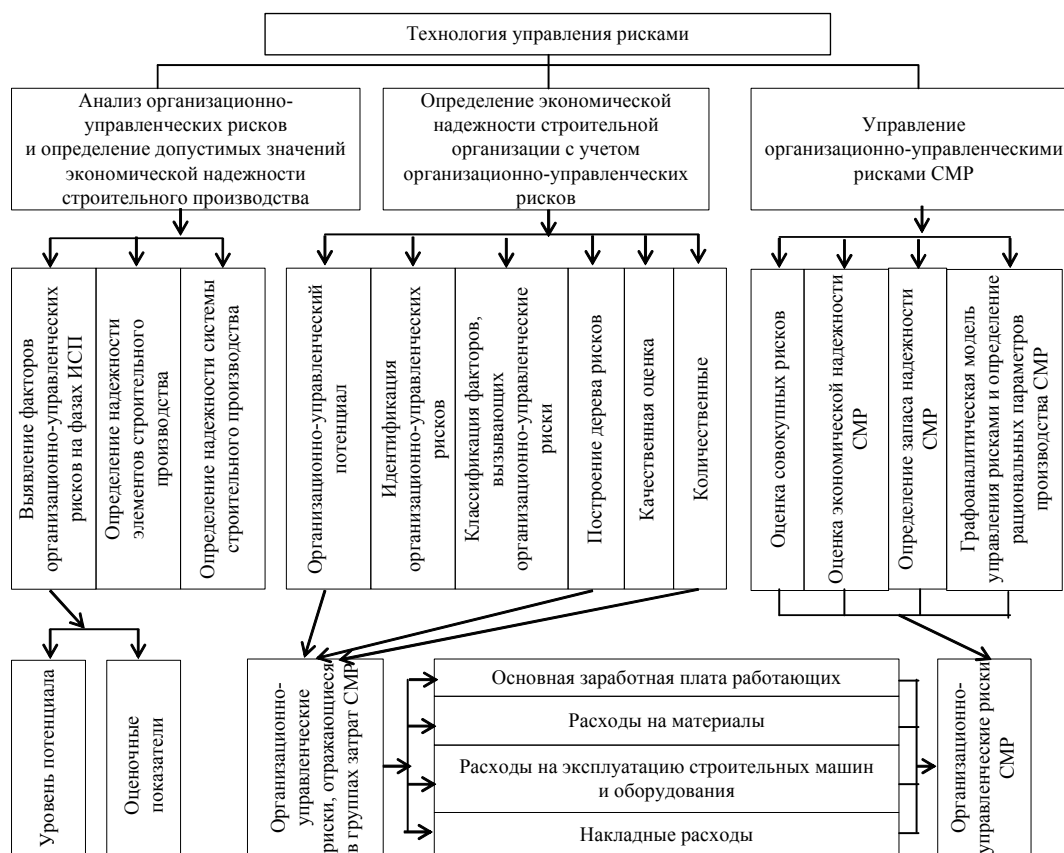 Технология управления рисками
Анализ организационно-
управленческих рисков
и определение допустимых значений
экономической надежности
строительного производства
Определение экономической
надежности строительной
организации с учетом
организационно-управленческих
рисков
Управление
организационно-управленческими
рисками СМР
Выявление факторов
организационно-управленческих
рисков на фазах ИСП
Определение надежности
элементов строительного
производства
Определение надежности системы
строительного производства
Организационно-управленческий
потенциал
Идентификация
организационно-управленческих
рисков
Классификация факторов,
вызывающих
организационно-управленческие
риски
Построение дерева рисков
Качественная оценка
Количественные
Оценка совокупных рисков
Оценка экономической надежности
СМР
Определение запаса надежности
СМР
Графоаналитическая модель
управления рисками и определение
рациональных параметров
производства СМР
Уровень потенциала
Оценочные
показатели
Организационно-
управленческие
риски, отражающиеся
в группах затрат СМР
Основная заработная плата работающих
Расходы на материалы
Расходы на эксплуатацию строительных машин
и оборудования
Накладные расходы
Организационно-
управленческие риски
СМР